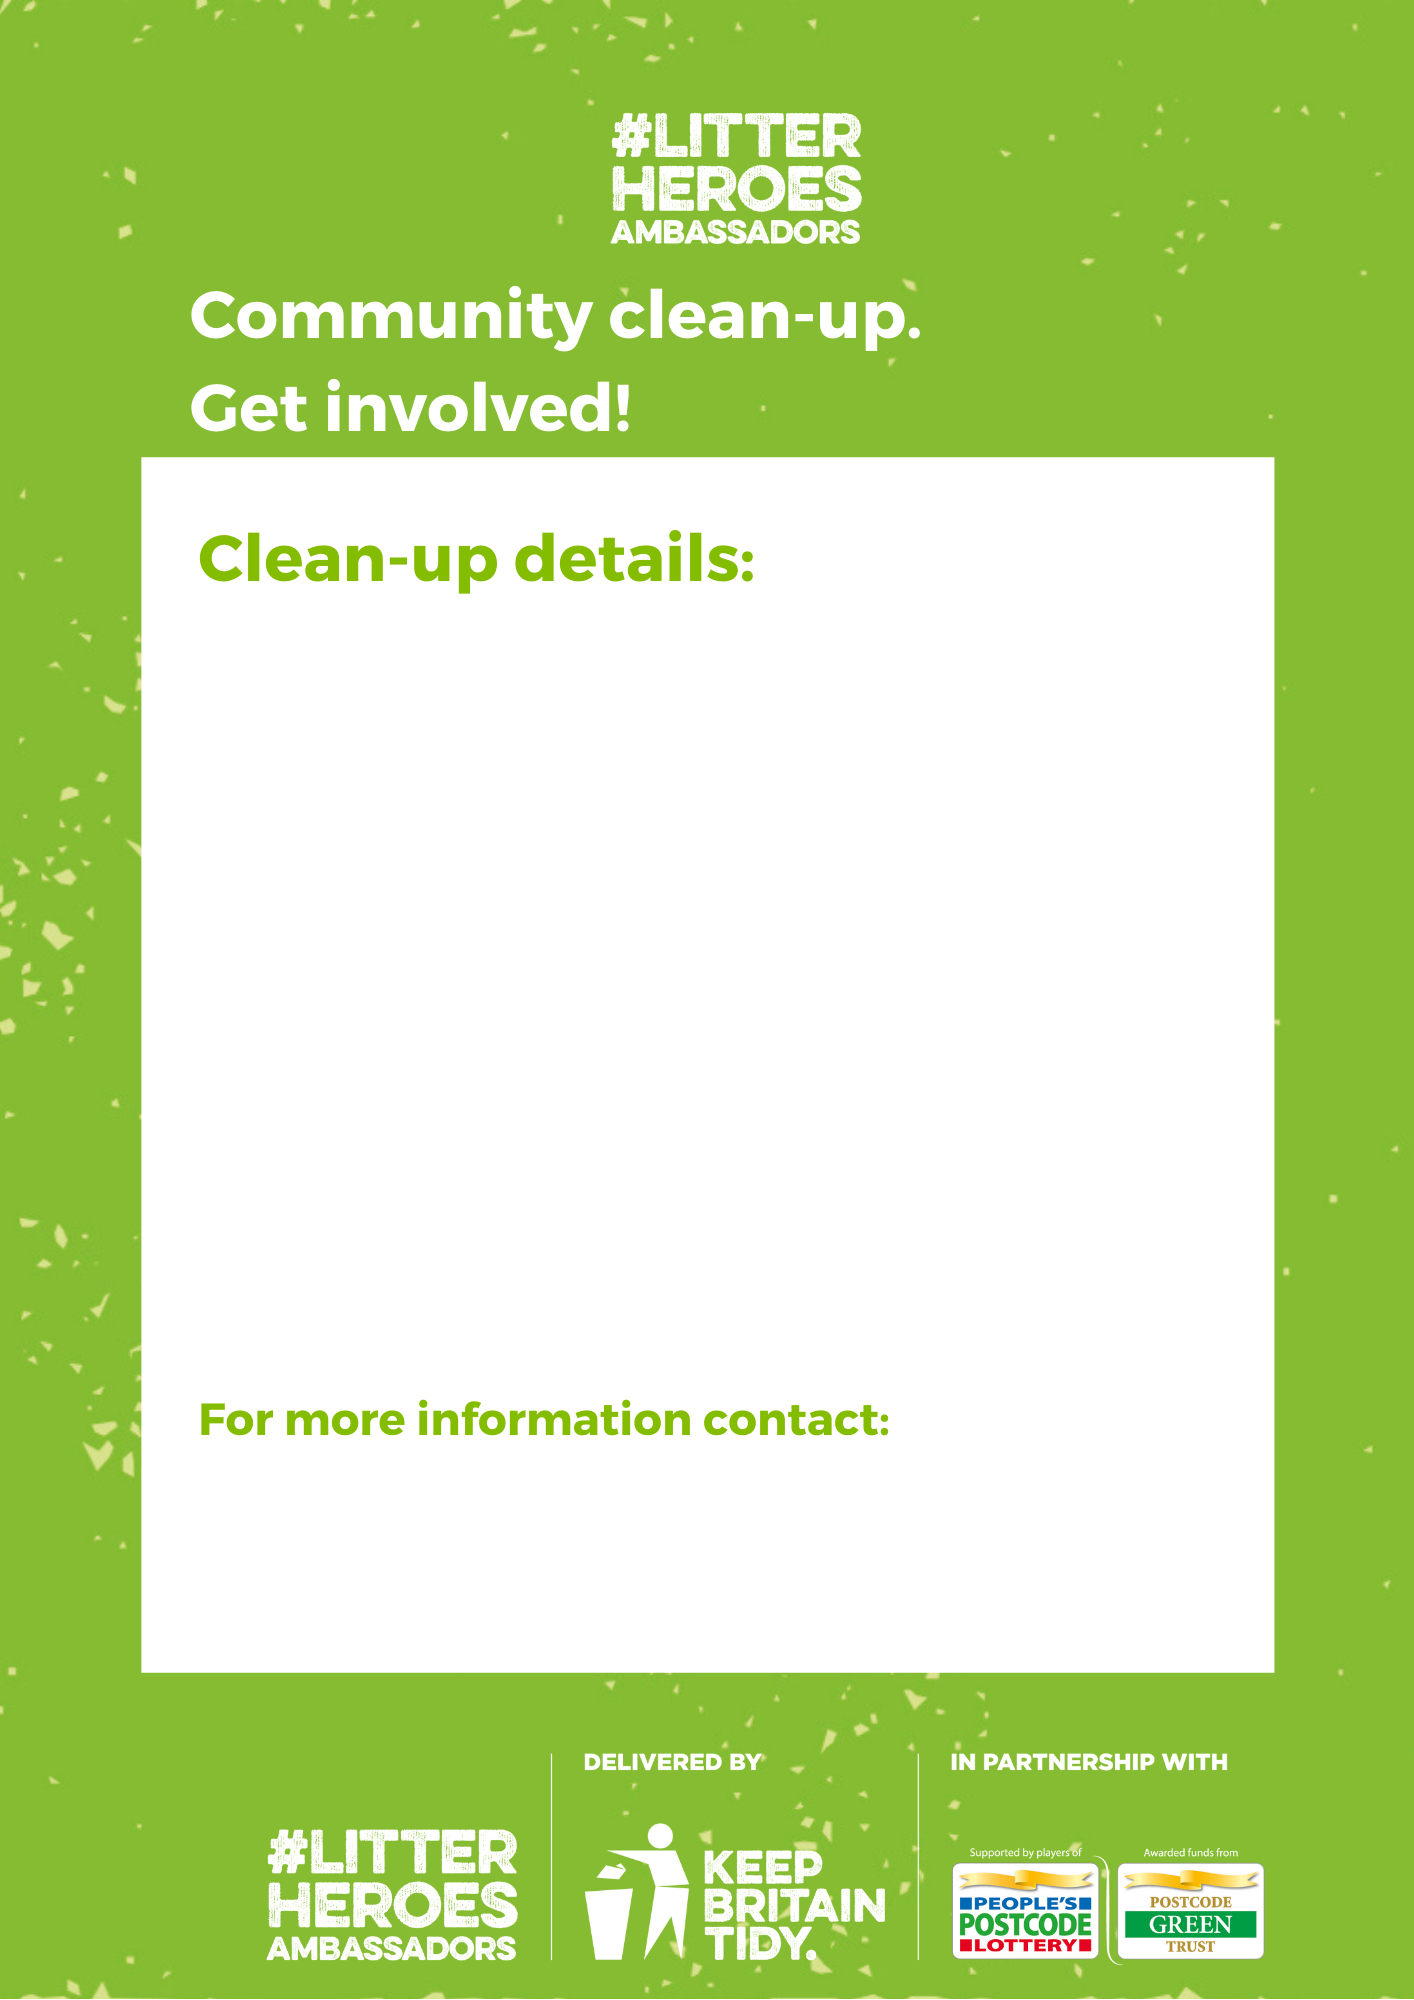 #LITTER
HEROES
AMBASSADORS
Community clean-up.
Get involved!
Clean-up details:
For more information contact:
#LITTER
HEROES
AMBASSADORS
DELIVERED BY
KEEP
BRITAIN
TIDY.
IN PARTNERSHIP WITH
Supported by players of
PEOPLE'S
POSTCODE
LOTTERY
Awarded funds from
POSTCODE
GREEN
TRUST